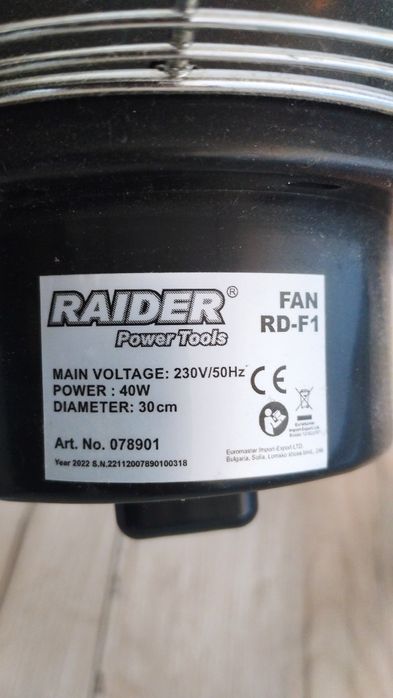 RAIDER®
Power Tools
FAN
RD-F1
MAIN VOLTAGE: 230V/50Hz
POWER : 40W
DIAMETER: 30cm
CE
Art. No. 078901
Year 2022 S.N.22112007890100318
Euromaster Import-Export LTD.
Bulgaria, Sofia, Lomsko shose blvd., 246